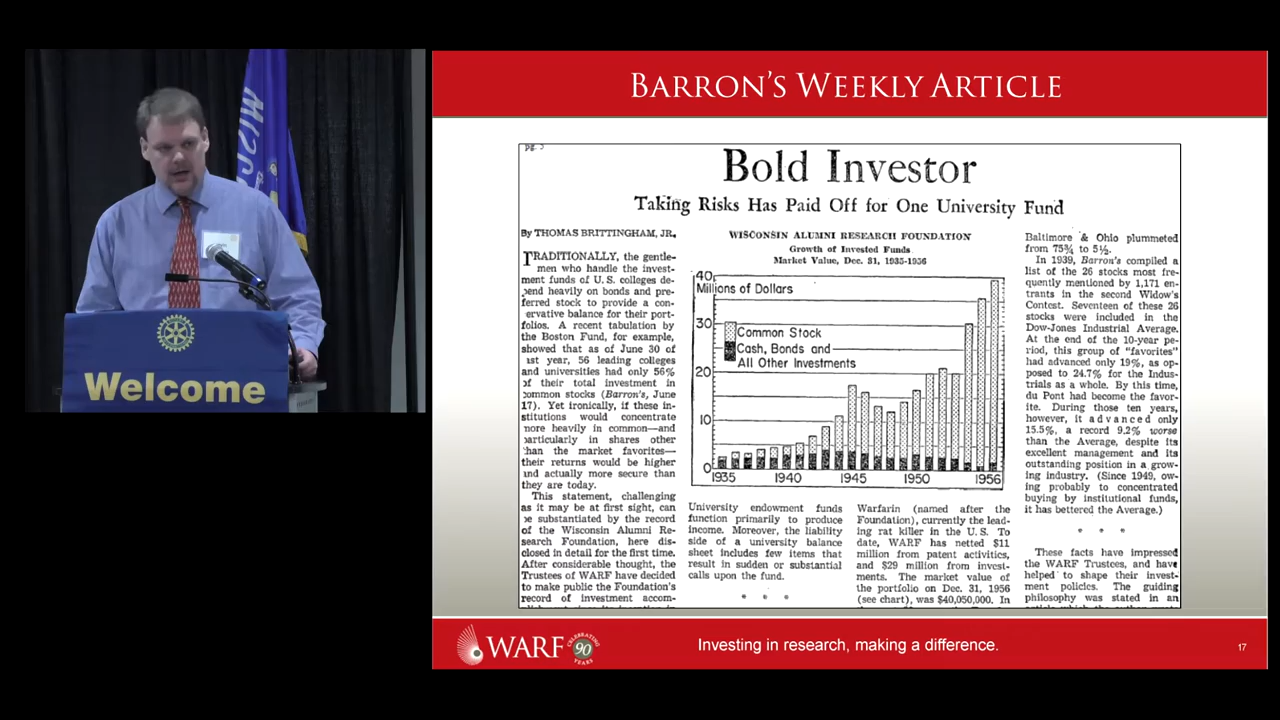 BARRON'S WEEKLY ARTICLE
pg. 5
Bold Investor
Taking Risks Has Paid Off for One University Fund
By THOMAS BRITTINGHAM, JR.
TRADITIONALLY, the gentle-
men who handle the invest-
ment funds of U.S. colleges de-
pend heavily on bonds and pre-
ferred stock to provide a con-
ervative balance for their port-
folios. A recent tabulation by
the Boston Fund, for example,
showed that as of June 30 of
ast year, 56 leading colleges
and universities had only 56%
of their total investment in
common stocks (Barron's, June
17). Yet ironically, if these in-
stitutions would concentrate
more heavily in common—and
particularly in shares other
than the market favorites—
their returns would be higher
and actually more secure than
they are today.
This statement, challenging
as it may be at first sight, can
be substantiated by the record
of the Wisconsin Alumni Re-
search Foundation, here dis-
closed in detail for the first time.
After considerable thought, the
Trustees of WARF have decided
to make public the Foundation's
record of investment accom-
WISCONSIN ALUMNI RESEARCH FOUNDATION
Growth of Invested Funds
Market Value, Dec. 31, 1935-1956
40
Millions of Dollars
30
Common Stock
Cash, Bonds and
All Other Investments
20
10
0
1935 1940 1945 1950 1956
University endowment funds
function primarily to produce
income. Moreover, the liability
side of a university balance
sheet includes few items that
result in sudden or substantial
calls upon the fund.
* * *
Warfarin (named after the
Foundation), currently the lead-
ing rat killer in the U.S. To
date, WARF has netted $11
million from patent activities,
and $29 million from invest-
ments. The market value of
the portfolio on Dec. 31, 1956
(see chart), was $40,050,000. In
Baltimore & Ohio plummeted
from 75¾ to 5½.
In 1939, Barron's compiled a
list of the 26 stocks most fre-
quently mentioned by 1,171 en-
trants in the second Widow's
Contest. Seventeen of these 26
stocks were included in the
Dow-Jones Industrial Average.
At the end of the 10-year pe-
riod, this group of "favorites"
had advanced only 19%, as op-
posed to 24.7% for the Indus-
trials as a whole. By this time,
du Pont had become the favor-
ite. During those ten years,
however, it advanced only
15.5%, a record 9.2% worse
than the Average, despite its
excellent management and its
outstanding position in a grow-
ing industry. (Since 1949, ow-
ing probably to concentrated
buying by institutional funds,
it has bettered the Average.)
* * *
These facts have impressed
the WARF Trustees, and have
helped to shape their invest-
ment policies. The guiding
philosophy was stated in an
WISCO
Welcome
WARF
CELEBRATING
90
YEARS
Investing in research, making a difference.
17